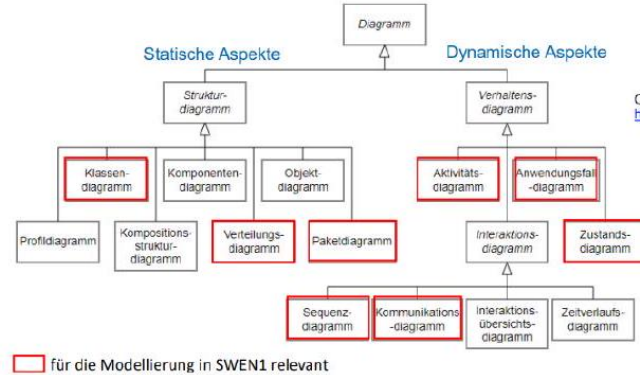 Diagramm
Statische Aspekte
Dynamische Aspekte
Struktur-
diagramm
Verhaltens-
diagramm
Klassen-
diagramm
Komponenten-
diagramm
Objekt-
diagramm
Aktivitäts-
diagramm
Anwendungsfall
-diagramm
Profildiagramm
Kompositions-
struktur-
diagramm
Verteilungs-
diagramm
Paketdiagramm
Interaktions-
diagramm
Zustands-
diagramm
Sequenz-
diagramm
Kommunikations
-diagramm
Interaktions-
übersichts-
diagramm
Zeitverlaufs-
diagramm
für die Modellierung in SWEN1 relevant